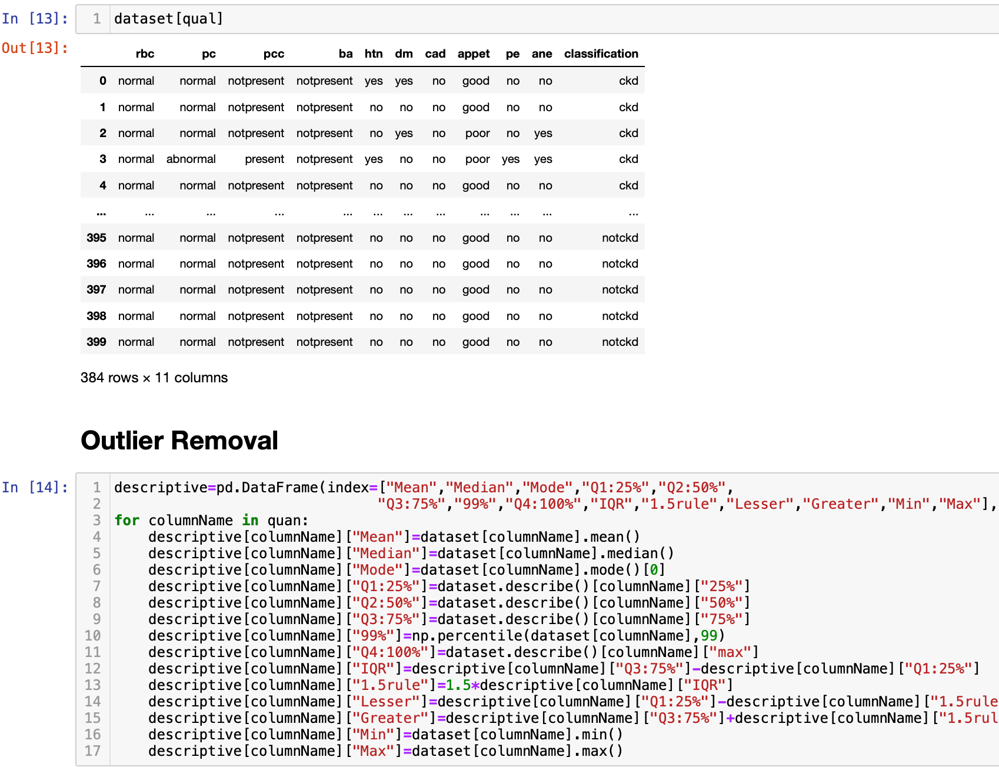 In [13]: 1 dataset[qual]
Out[13]:
rbc pc pcc ba htn dm cad appet pe ane classification
0 normal normal notpresent notpresent yes yes no good no no ckd
1 normal normal notpresent notpresent no no no good no no ckd
2 normal normal notpresent notpresent no yes no poor no yes ckd
3 normal abnormal present notpresent yes no no poor yes yes ckd
4 normal normal notpresent notpresent no no no good no no ckd
... ... ... ... ... ... ... ... ... ... ... ...
395 normal normal notpresent notpresent no no no good no no notckd
396 normal normal notpresent notpresent no no no good no no notckd
397 normal normal notpresent notpresent no no no good no no notckd
398 normal normal notpresent notpresent no no no good no no notckd
399 normal normal notpresent notpresent no no no good no no notckd
384 rows × 11 columns
Outlier Removal
In [14]: 1 descriptive=pd.DataFrame(index=["Mean","Median","Mode","Q1:25%","Q2:50%",
2 "Q3:75%","99%","Q4:100%","IQR","1.5rule","Lesser","Greater","Min","Max"],
3 for columnName in quan:
4 descriptive[columnName]["Mean"]=dataset[columnName].mean()
5 descriptive[columnName]["Median"]=dataset[columnName].median()
6 descriptive[columnName]["Mode"]=dataset[columnName].mode()[0]
7 descriptive[columnName]["Q1:25%"]=dataset.describe()[columnName]["25%"]
8 descriptive[columnName]["Q2:50%"]=dataset.describe()[columnName]["50%"]
9 descriptive[columnName]["Q3:75%"]=dataset.describe()[columnName]["75%"]
10 descriptive[columnName]["99%"]=np.percentile(dataset[columnName],99)
11 descriptive[columnName]["Q4:100%"]=dataset.describe()[columnName]["max"]
12 descriptive[columnName]["IQR"]=descriptive[columnName]["Q3:75%"]-descriptive[columnName]["Q1:25%"]
13 descriptive[columnName]["1.5rule"]=1.5*descriptive[columnName]["IQR"]
14 descriptive[columnName]["Lesser"]=descriptive[columnName]["Q1:25%"]-descriptive[columnName]["1.5rule
15 descriptive[columnName]["Greater"]=descriptive[columnName]["Q3:75%"]+descriptive[columnName]["1.5rul
16 descriptive[columnName]["Min"]=dataset[columnName].min()
17 descriptive[columnName]["Max"]=dataset[columnName].max()